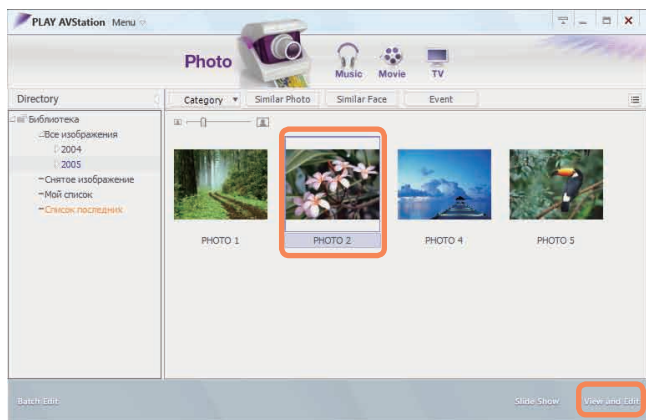 PLAY AVStation Menu
Photo
Music Movie TV
Directory
Category Similar Photo Similar Face Event
Библиотека
Все изображения
2004
2005
Снятое изображение
Мой список
Список последник
PHOTO 1 PHOTO 2 PHOTO 4 PHOTO 5
Batch Edit
Slide Show View and Edit